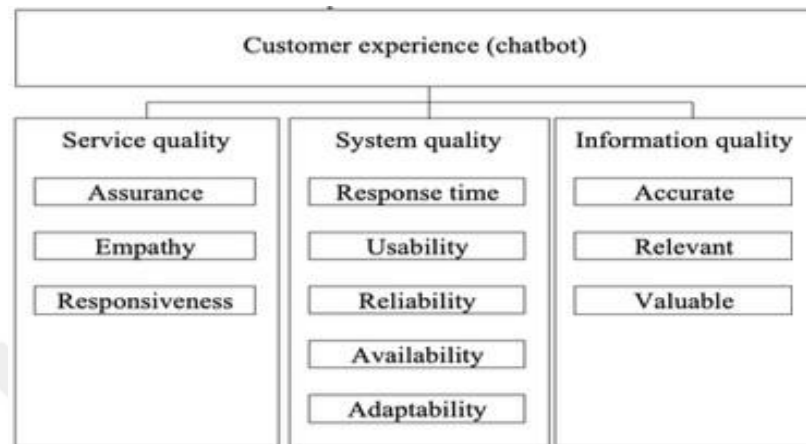 Customer experience (chatbot)
Service quality
Assurance
Empathy
Responsiveness
System quality
Response time
Usability
Reliability
Availability
Adaptability
Information quality
Accurate
Relevant
Valuable